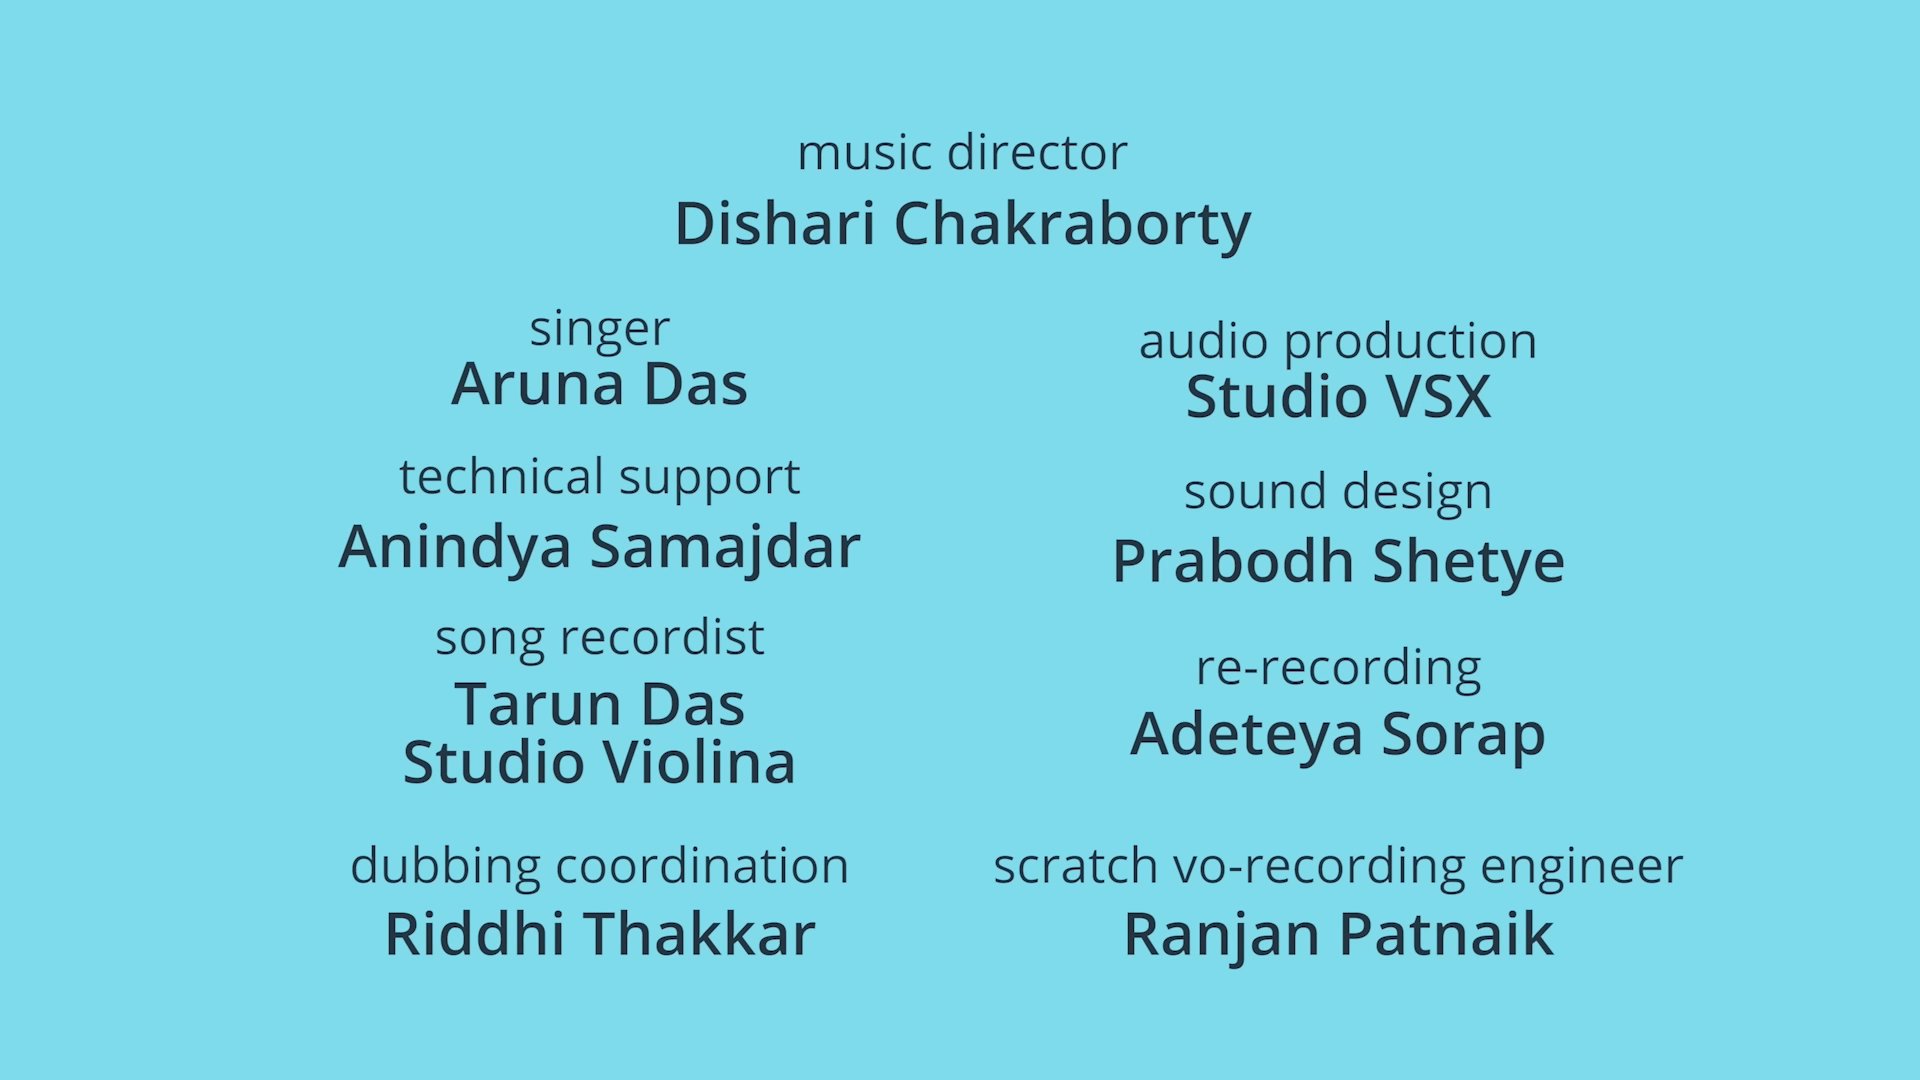 music director
Dishari Chakraborty
singer
Aruna Das
technical support
Anindya Samajdar
song recordist
Tarun Das
Studio Violina
dubbing coordination
Riddhi Thakkar
audio production
Studio VSX
sound design
Prabodh Shetye
re-recording
Adeteya Sorap
scratch vo-recording engineer
Ranjan Patnaik